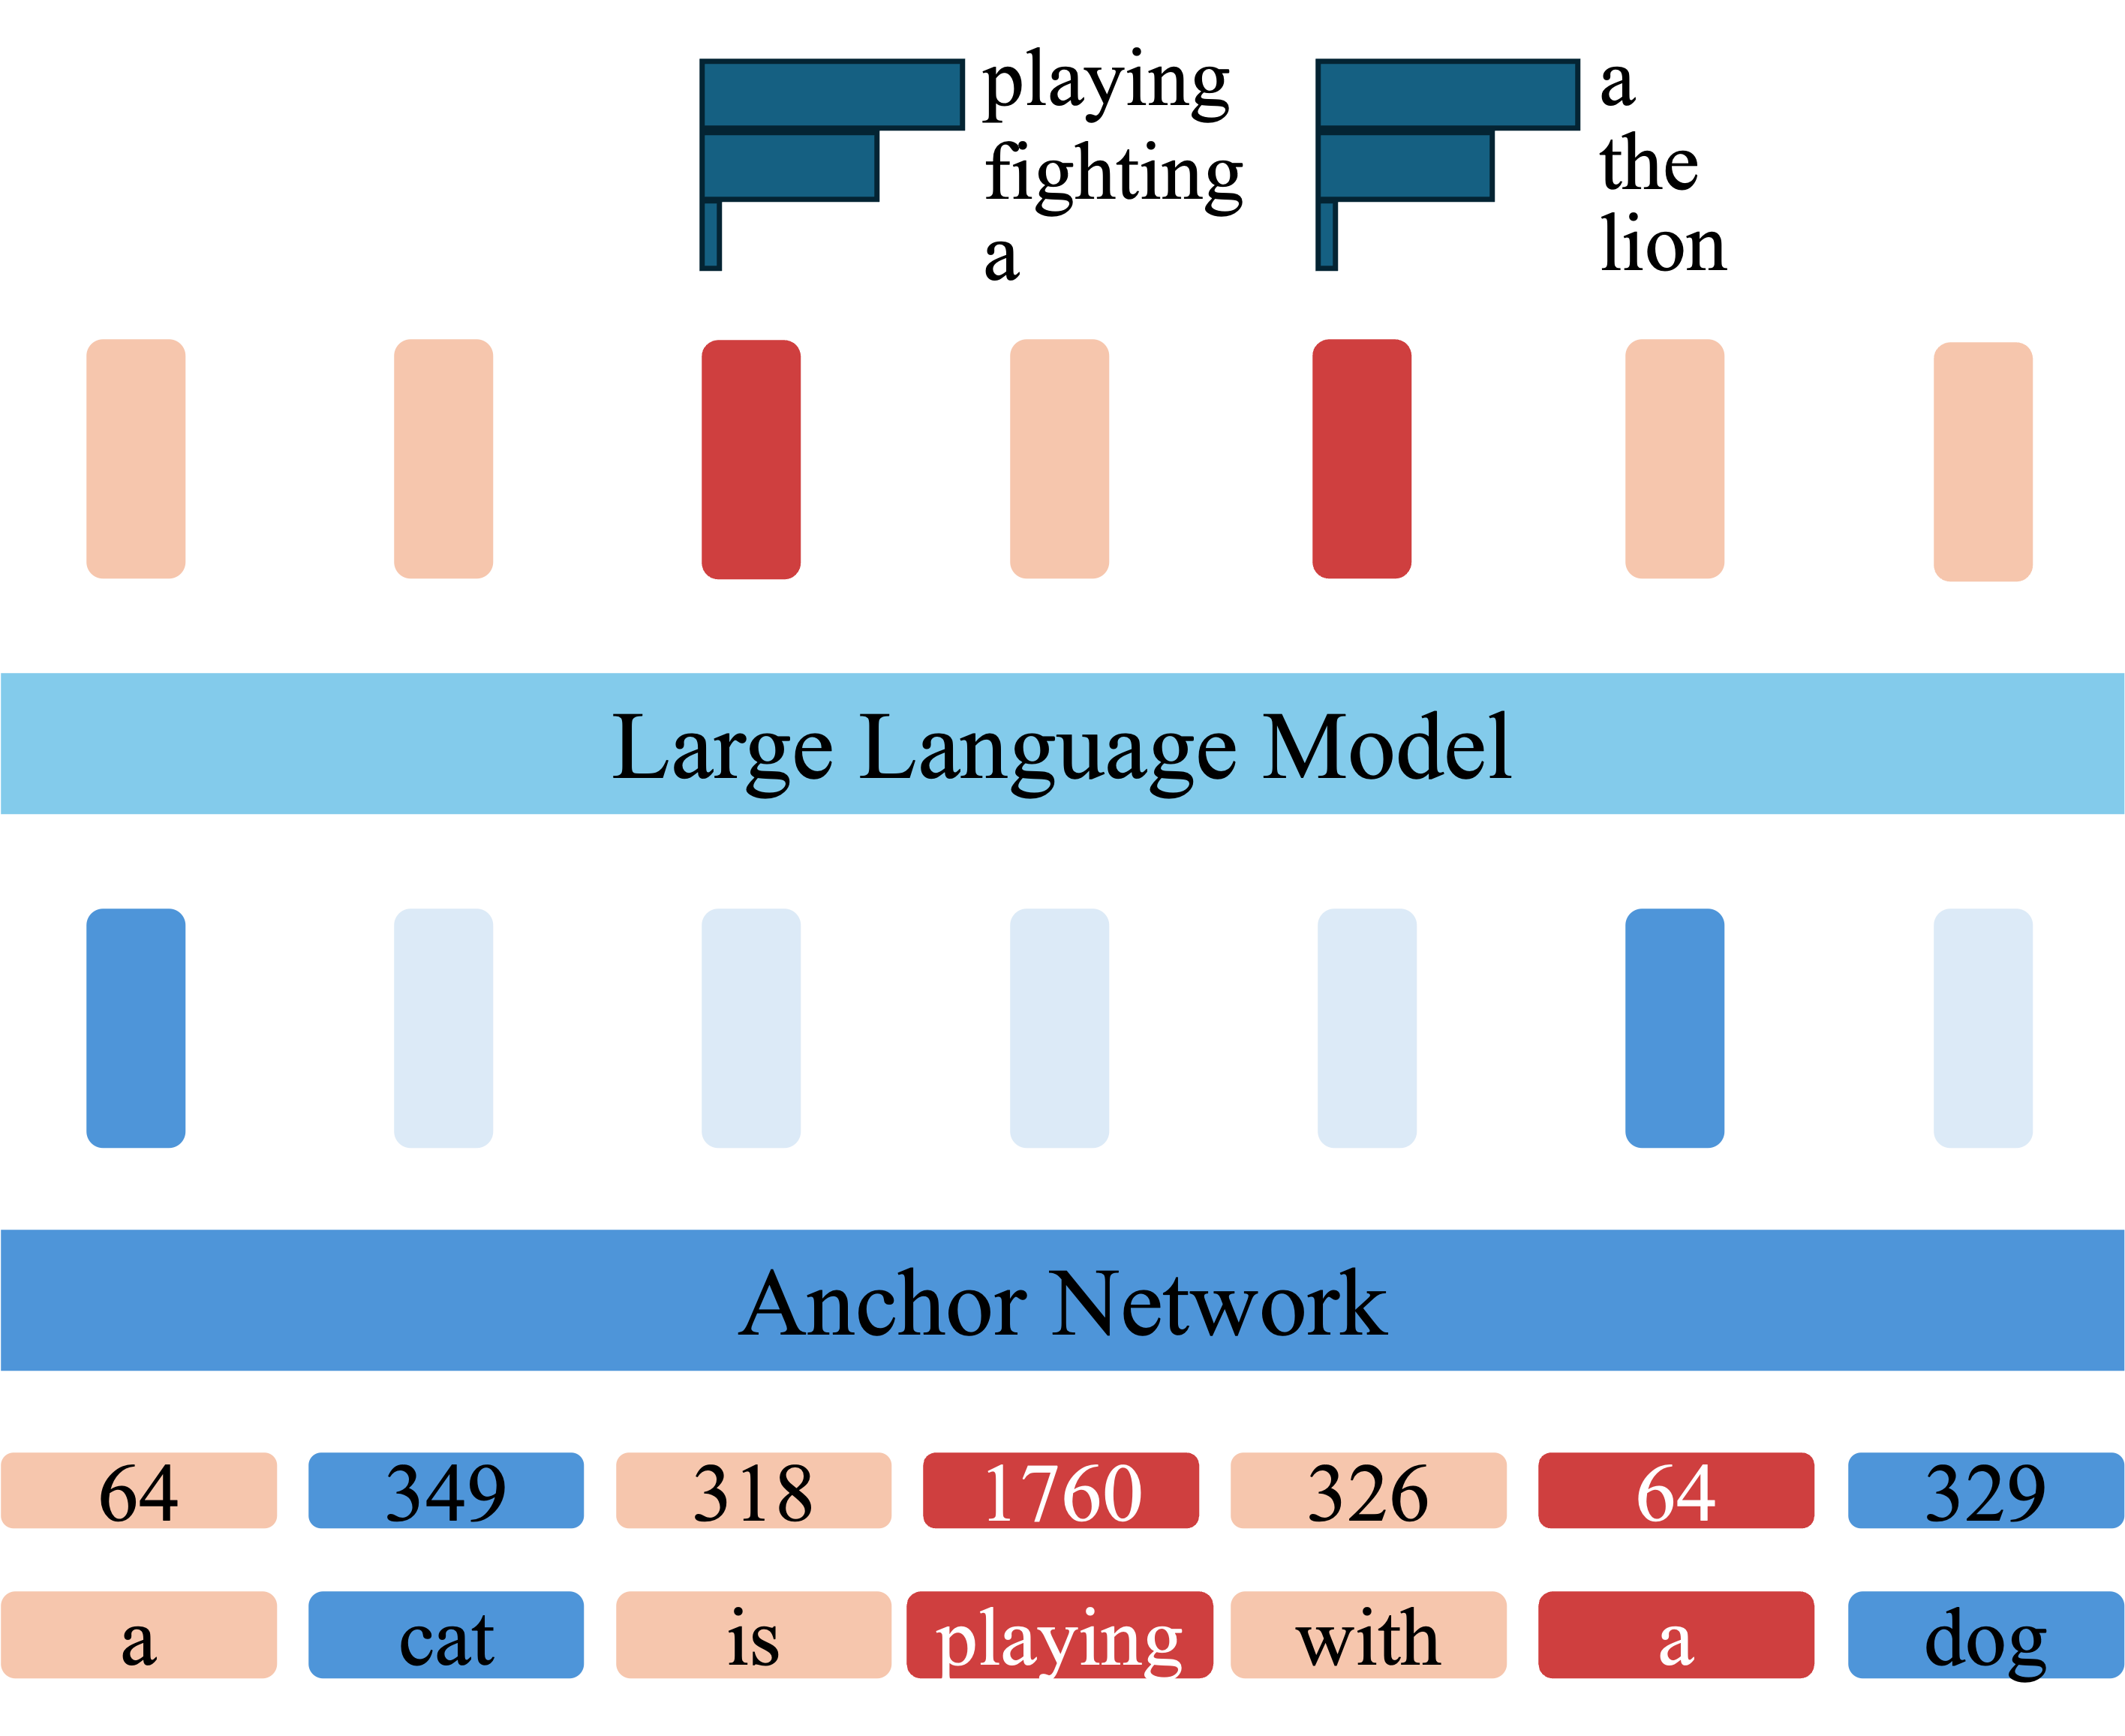 playing
fighting
a
a
the
lion
Large Language Model
Anchor Network
64 349 318 1760 326 64 329
a cat is playing with a dog